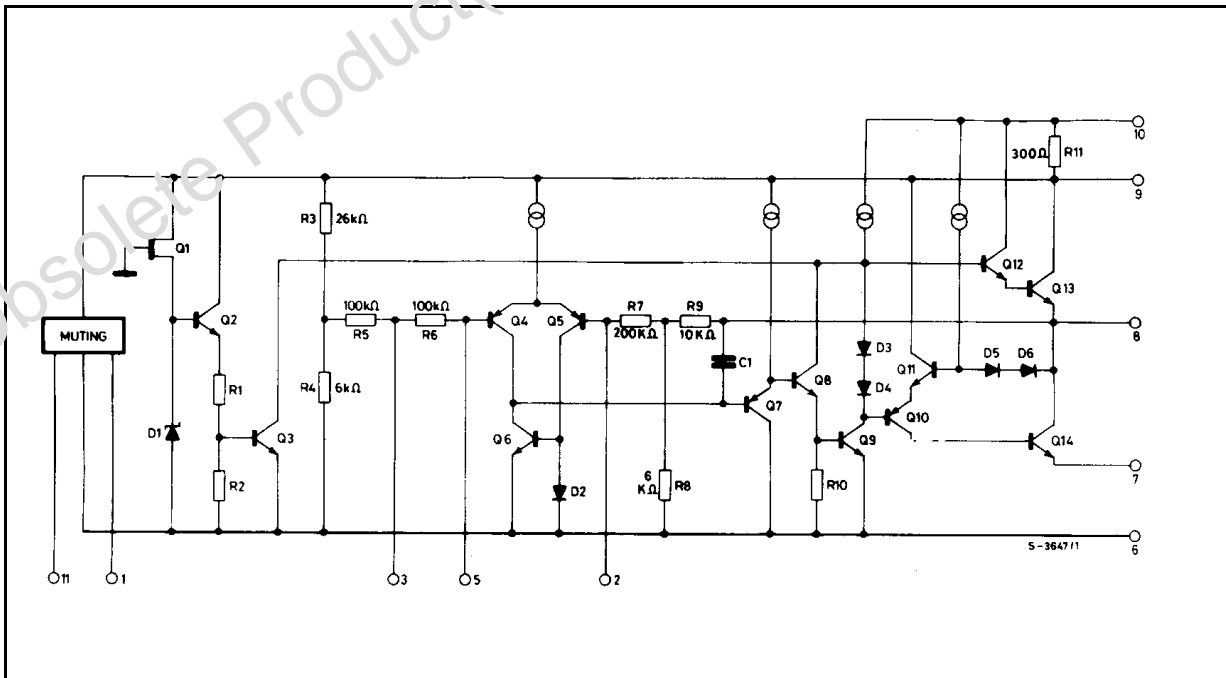 obsolete Product(
10
300Ω R11
9
R3 26kΩ
Q1
Q12
Q13
100kΩ 100kΩ R7 R9
Q2 Q4 Q5
R5 R6 200KΩ 10KΩ 8
MUTING
D3 D5 D6
C1
Q11
R4 6kΩ
R1 D4
Q8
Q7 Q10
D1 Q3 Q6 Q9 Q14
7
6
KΩ R8
R2 D2 R10
S-3647/1 6
11 1 3 5 2